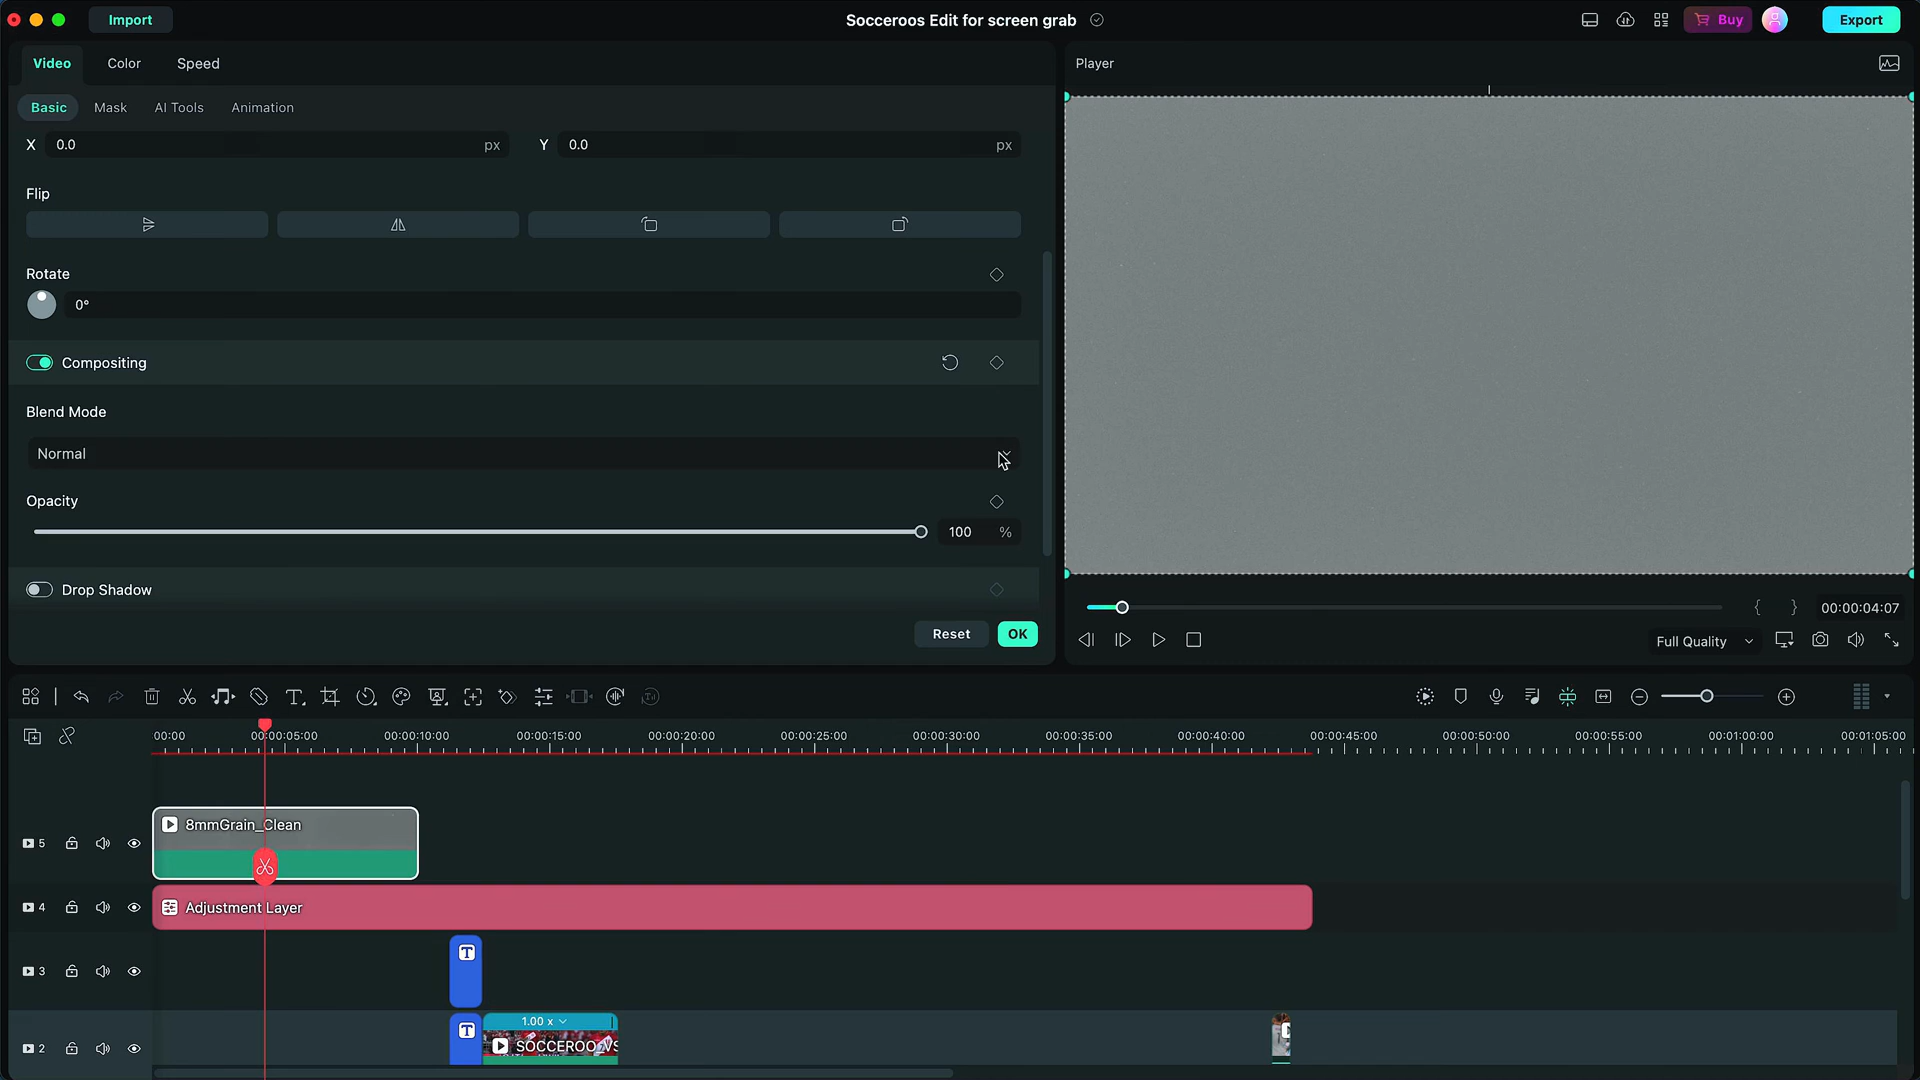 Import
Socceroos Edit for screen grab
Buy
Export
Video Color Speed
Player
Basic Mask AI Tools Animation
X 0.0 px Y 0.0 px
Flip
Rotate
0°
Compositing
Blend Mode
Normal
Opacity
100 %
Drop Shadow
Reset OK
{ } 00:00:04:07
Full Quality
00:00 00:00:05:00 00:00:10:00 00:00:15:00 00:00:20:00 00:00:25:00 00:00:30:00 00:00:35:00 00:00:40:00 00:00:45:00 00:00:50:00 00:00:55:00 00:01:00:00 00:01:05:00
5 8mmGrain_Clean
4 Adjustment Layer
3 T
T 1.00 x
2 SOCCEROO VS